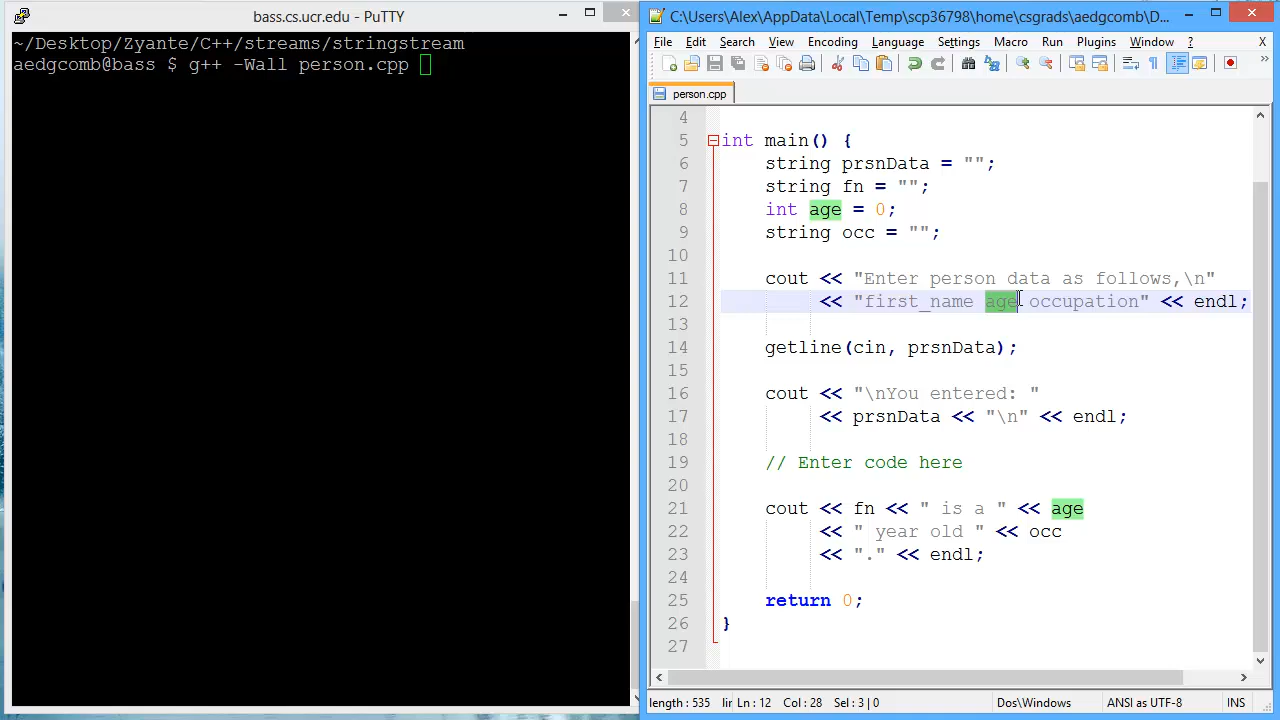 bass.cs.ucr.edu - PuTTY
~/Desktop/Zyante/C++/streams/stringstream
aedgcomb@bass $ g++ -Wall person.cpp
C:\Users\Alex\AppData\Local\Temp\scp36798\home\csgrads\aedgcomb\D...
File Edit Search View Encoding Language Settings Macro Run Plugins Window ? X
person.cpp
4
5 int main() {
6 string prsnData = "";
7 string fn = "";
8 int age = 0;
9 string occ = "";
10
11 cout << "Enter person data as follows,\n"
12 << "first_name age occupation" << endl;
13
14 getline(cin, prsnData);
15
16 cout << "\nYou entered: "
17 << prsnData << "\n" << endl;
18
19 // Enter code here
20
21 cout << fn << " is a " << age
22 << " year old " << occ
23 << "." << endl;
24
25 return 0;
26 }
27
length : 535 lir Ln : 12 Col : 28 Sel : 3 | 0 Dos\Windows ANSI as UTF-8 INS